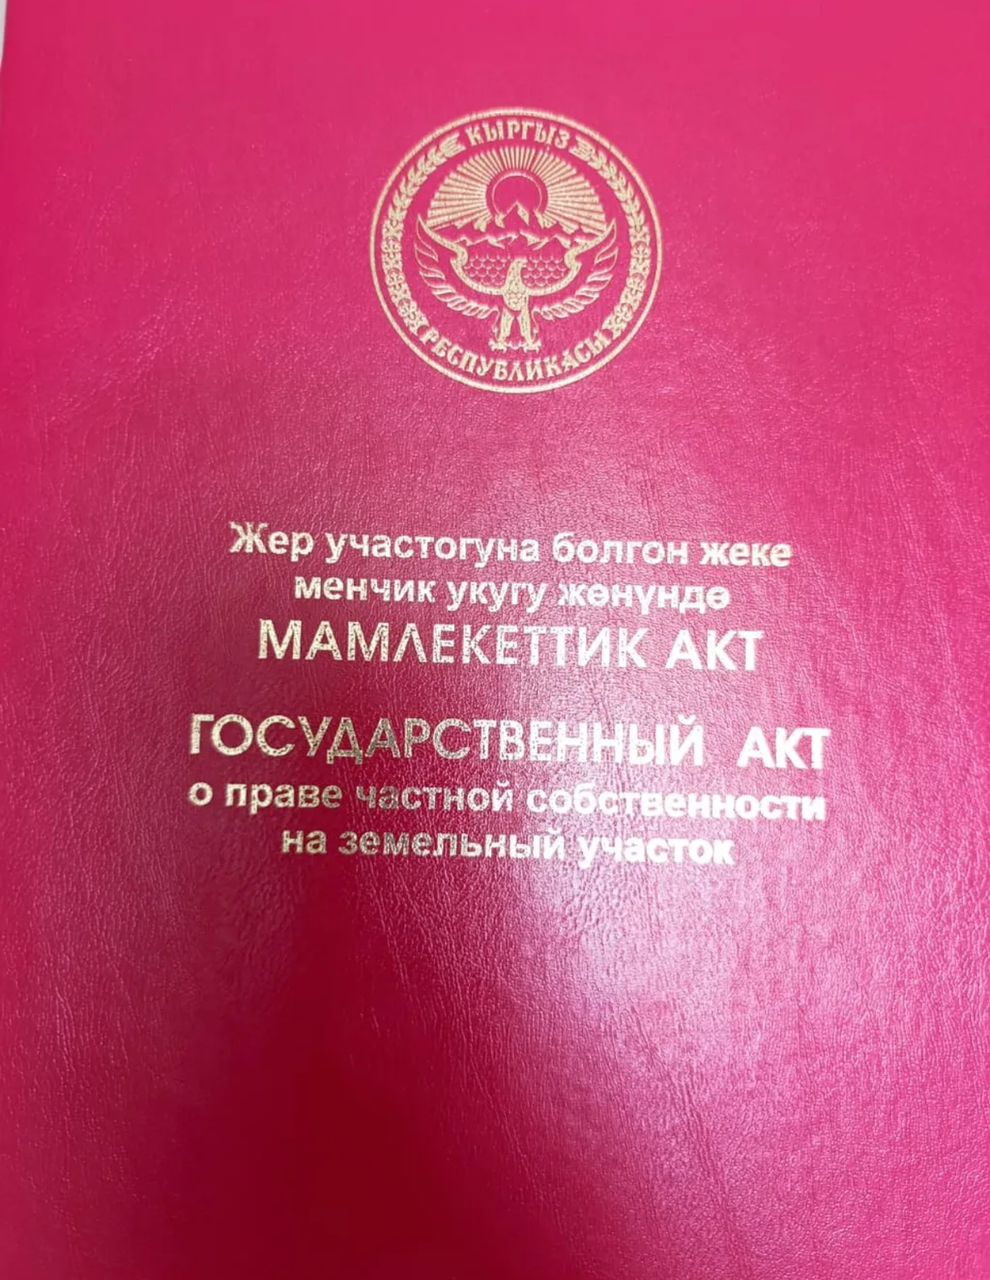 КЫРГЫЗ
РЕСПУБЛИКАСЫ
Жер участогуна болгон жеке
менчик укугу жөнүндө
МАМЛЕКЕТТИК АКТ
ГОСУДАРСТВЕННЫЙ АКТ
о праве частной собственности
на земельный участок